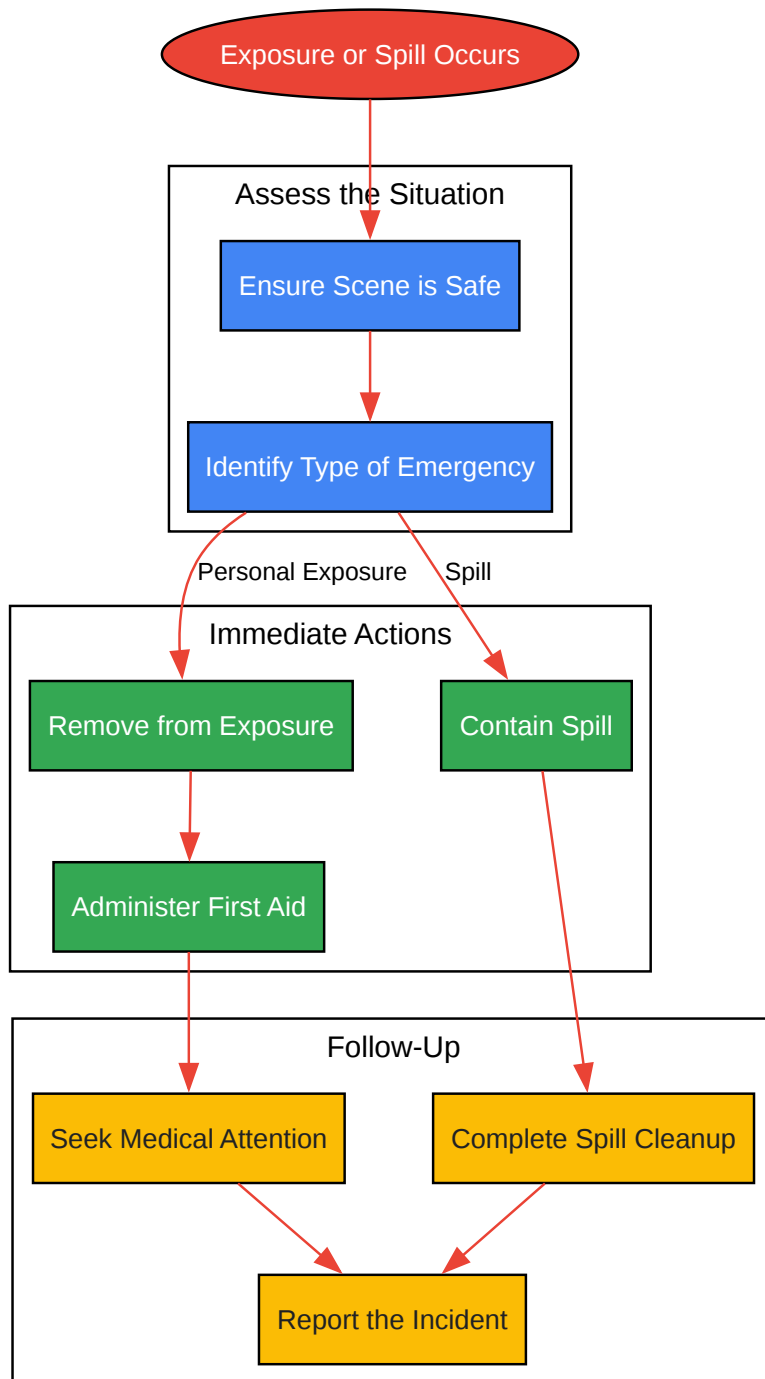 Exposure or Spill Occurs
Assess the Situation
Ensure Scene is Safe
Identify Type of Emergency
Personal Exposure
Spill
Immediate Actions
Remove from Exposure
Contain Spill
Administer First Aid
Follow-Up
Seek Medical Attention
Complete Spill Cleanup
Report the Incident